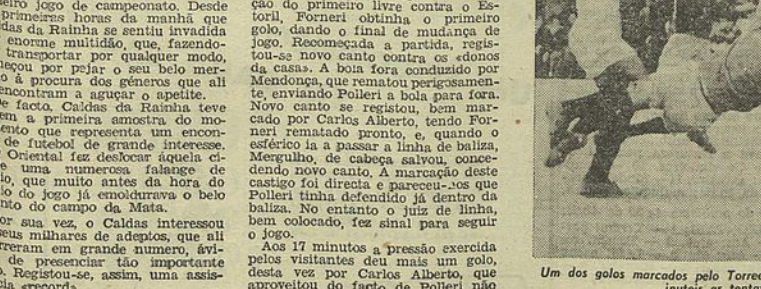 eiro jogo de campeonato. Desde
primeiras horas da manhã que
das da Rainha se sentiu invadida
enorme multidão, que, fazendo-
transportar por qualquer modo,
neçou por pejar o seu belo mer-
o à procura dos géneros que ali
encontram a aguçar o apetite.
e facto, Caldas da Rainha teve
em a primeira amostra do mo-
ento que representa um encon-
de futebol de grande interesse.
Oriental fez deslocar àquela ci-
e uma numerosa falange de
io, que muito antes da hora do
io do jogo já emoldurava o belo
nto do campo da Mata.
or sua vez, o Caldas interessou
seus milhares de adeptos, que ali
rreram em grande numero, ávi-
de presenciar tão importante
o. Registou-se, assim, uma assis-
cia «record».
ção do primeiro livre contra o Es-
toril, Forneri obtinha o primeiro
golo, dando o final de mudança de
jogo. Recomeçada a partida, regis-
tou-se novo canto contra os «donos
da casa». A bola fora conduzido por
Mendonça, que rematou perigosamen-
te, enviando Polleri a bola para fora.
Novo canto se registou, bem mar-
cado por Carlos Alberto, tendo For-
neri rematado pronto, e, quando o
esférico ia a passar a linha de baliza,
Mergulho, de cabeça salvou, conce-
dendo novo canto. A marcação deste
castigo foi directa e pareceu-nos que
Polleri tinha defendido já dentro da
baliza. No entanto o juiz de linha,
bem colocado, fez sinal para seguir
o jogo.
Aos 17 minutos a pressão exercida
pelos visitantes deu mais um golo,
desta vez por Carlos Alberto, que
aproveitou do facto de Polleri não
Um dos golos marcados pelo Torree
inuteis as tenta